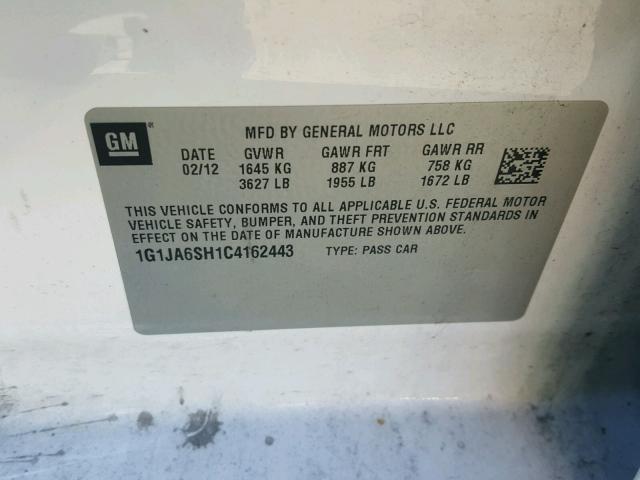 GM
MFD BY GENERAL MOTORS LLC
DATE GVWR GAWR FRT GAWR RR
02/12 1645 KG 887 KG 758 KG
3627 LB 1955 LB 1672 LB
THIS VEHICLE CONFORMS TO ALL APPLICABLE U.S. FEDERAL MOTOR
VEHICLE SAFETY, BUMPER, AND THEFT PREVENTION STANDARDS IN
EFFECT ON THE DATE OF MANUFACTURE SHOWN ABOVE.
1G1JA6SH1C4162443 TYPE: PASS CAR